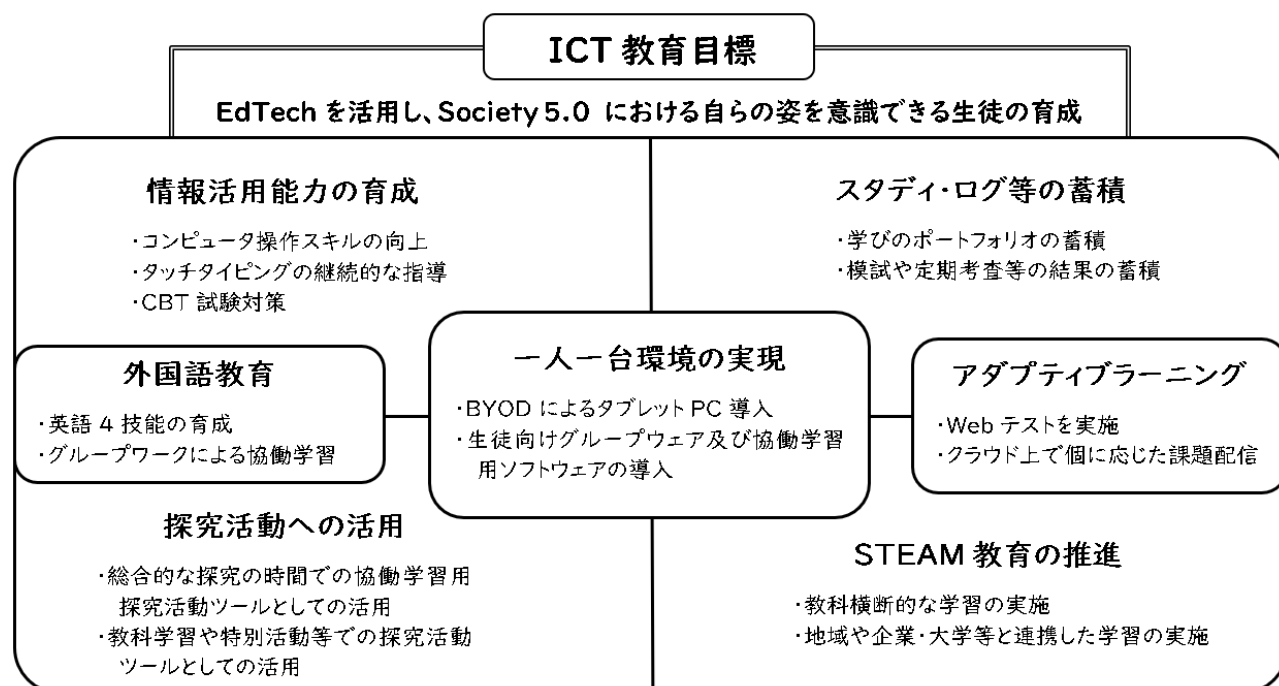 ICT 教育目標
EdTech を活用し、Society 5.0 における自らの姿を意識できる生徒の育成
情報活用能力の育成
・コンピュータ操作スキルの向上
・タッチタイピングの継続的な指導
・CBT 試験対策
スタディ・ログ等の蓄積
・学びのポートフォリオの蓄積
・模試や定期考査等の結果の蓄積
外国語教育
・英語 4 技能の育成
・グループワークによる協働学習
一人一台環境の実現
・BYOD によるタブレット PC 導入
・生徒向けグループウェア及び協働学習
用ソフトウェアの導入
アダプティブラーニング
・Web テストを実施
・クラウド上で個に応じた課題配信
探究活動への活用
・総合的な探究の時間での協働学習用
探究活動ツールとしての活用
・教科学習や特別活動等での探究活動
ツールとしての活用
STEAM 教育の推進
・教科横断的な学習の実施
・地域や企業・大学等と連携した学習の実施